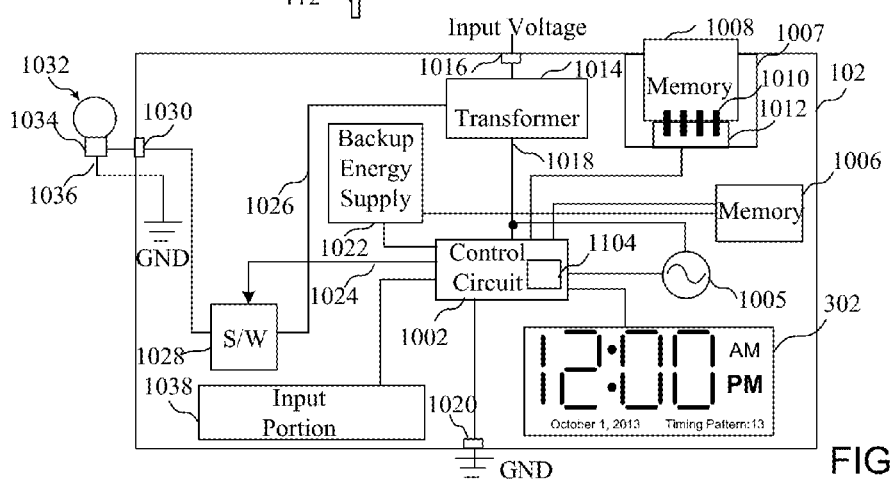 112
Input Voltage
1008
1007
1016
1014
1032
Memory
1010
102
1034
1030
Transformer
1012
Backup
Energy
Supply
1018
1036
1006
1026
Memory
1022
GND
Control
Circuit
1104
1024
1005
S/W
1002
302
1028
12:00
AM
PM
1038
Input
Portion
1020
October 1, 2013
Timing Pattern:13
GND
FIG